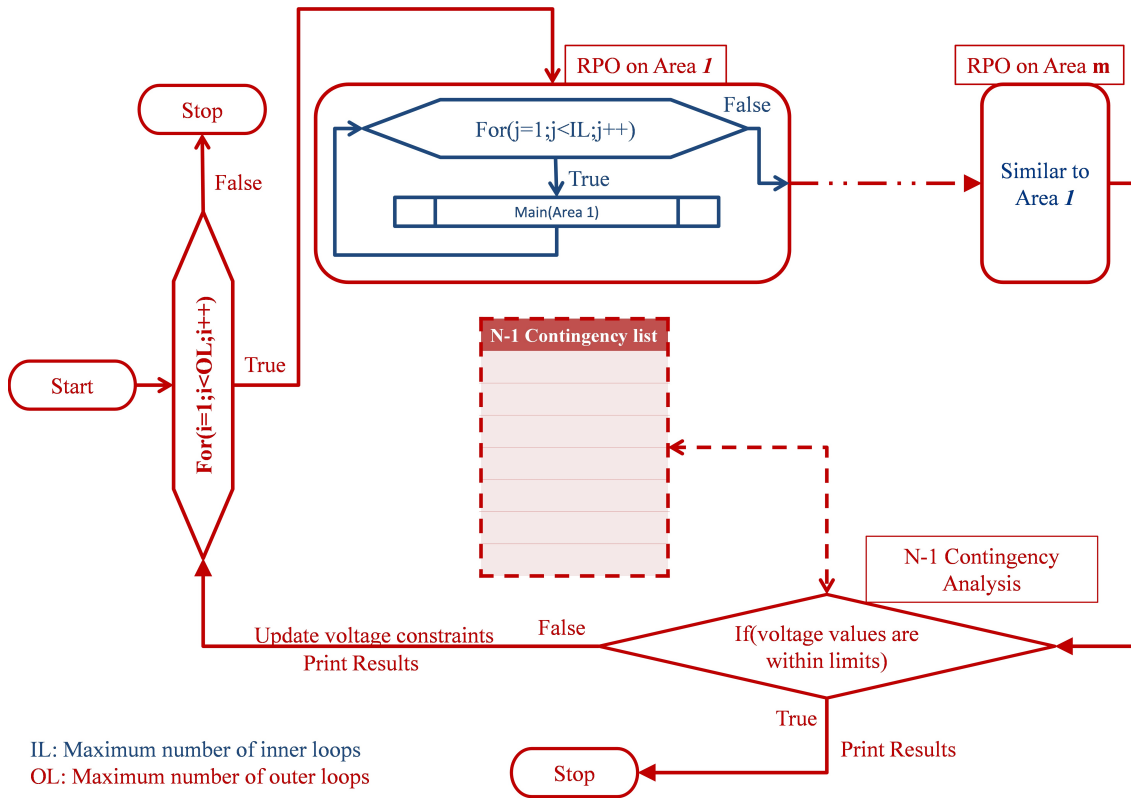 RPO on Area 1
RPO on Area m
Stop
False
For(j=1;j<IL;j++)
True
Main(Area 1)
Similar to
Area 1
False
N-1 Contingency list
True
Start
For(i=1;i<OL;i++)
N-1 Contingency
Analysis
False
Update voltage constraints
Print Results
If(voltage values are
within limits)
True
Print Results
Stop
IL: Maximum number of inner loops
OL: Maximum number of outer loops